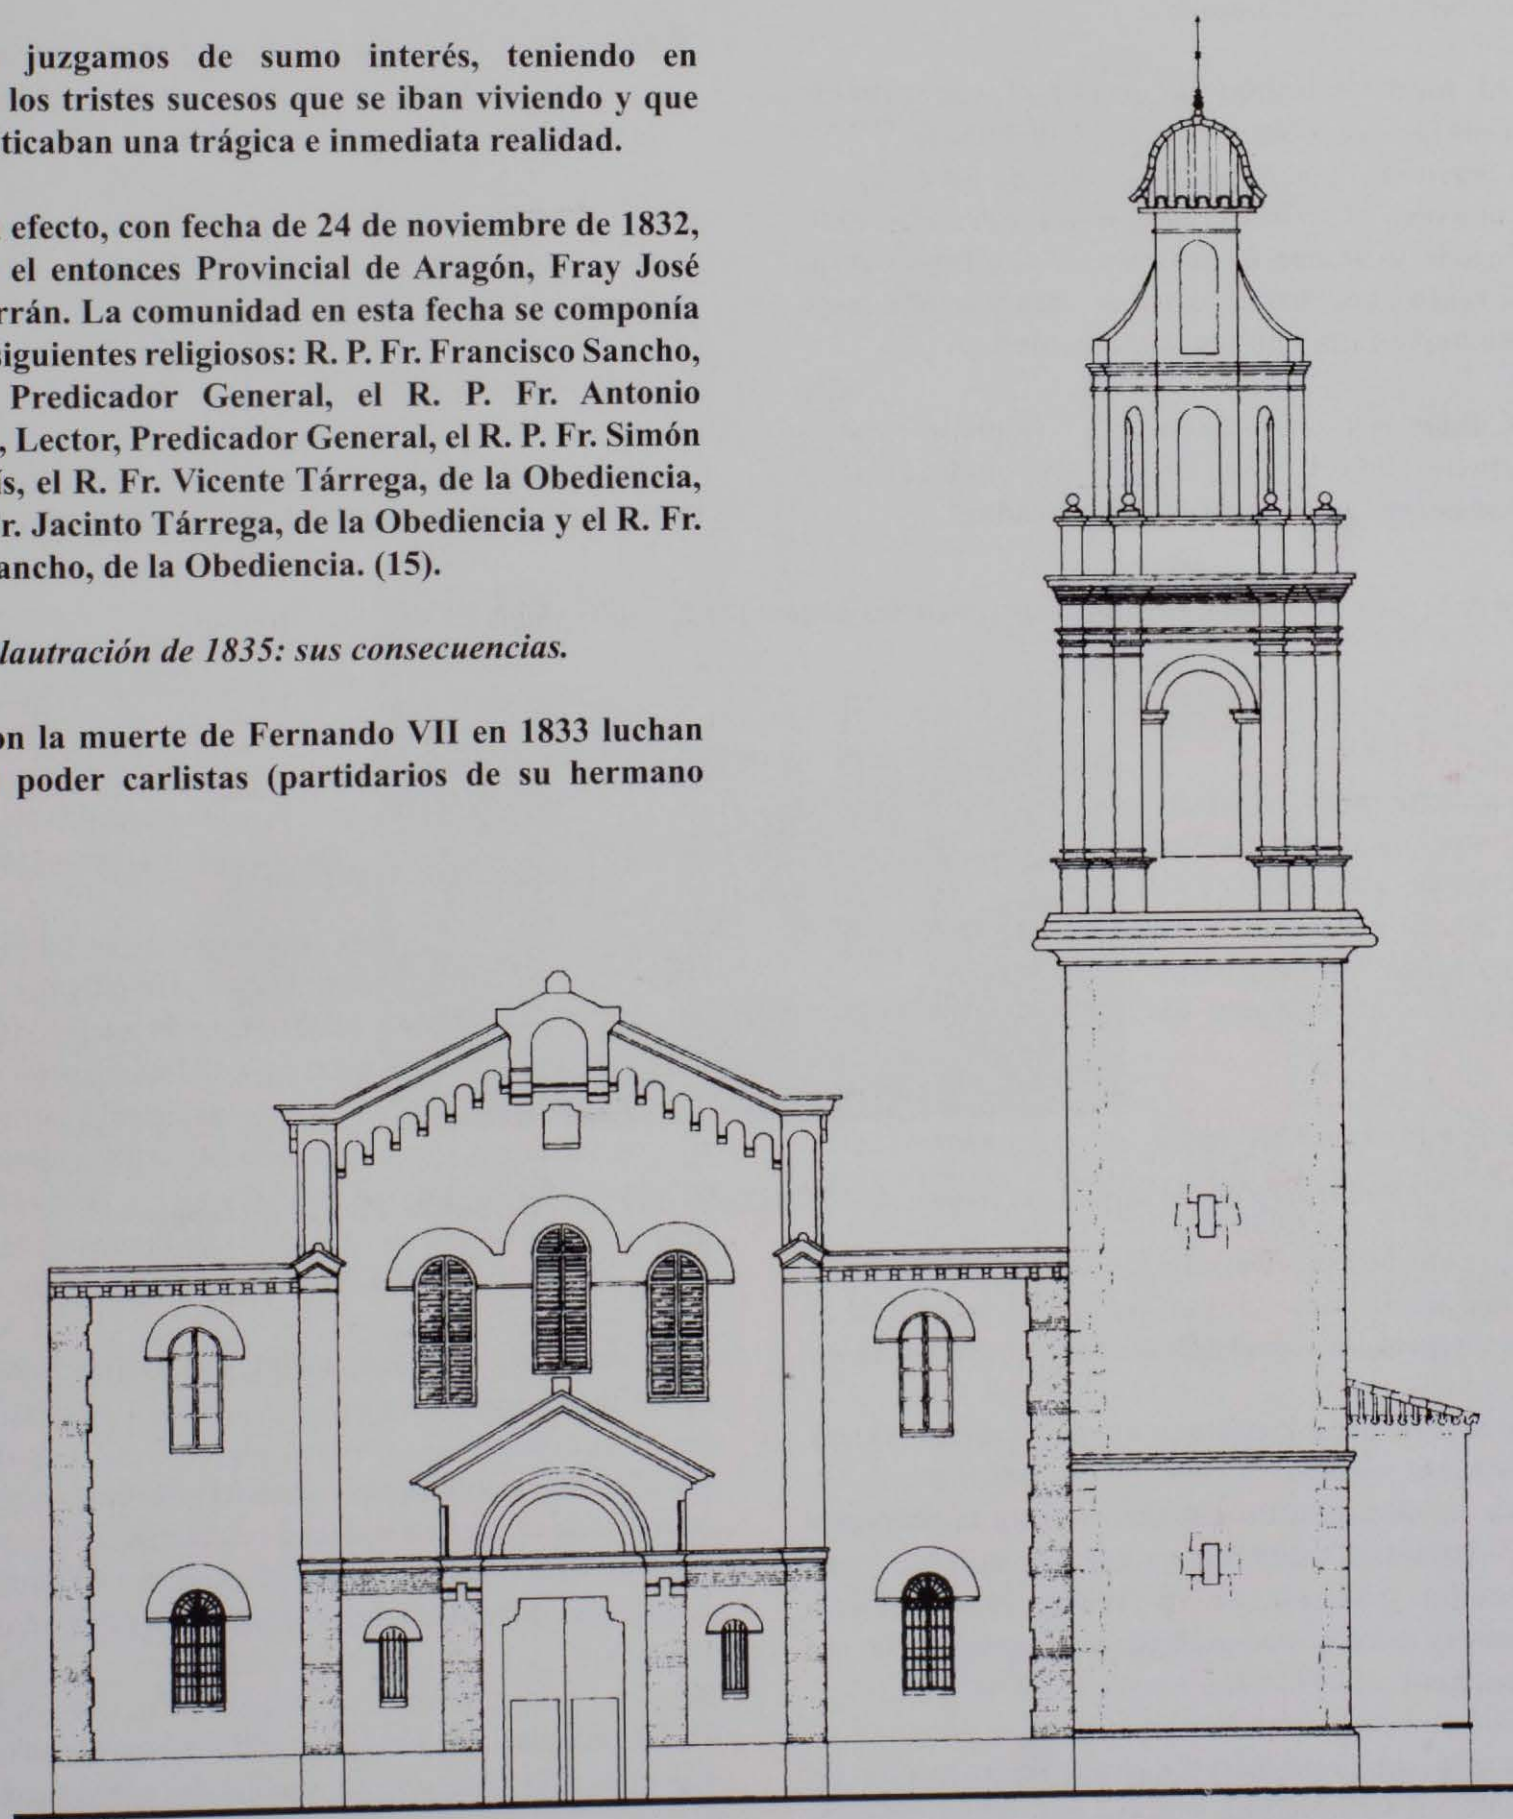 juzgamos de sumo interés, teniendo en
los tristes sucesos que se iban viviendo y que
ticaban una trágica e inmediata realidad.
efecto, con fecha de 24 de noviembre de 1832,
el entonces Provincial de Aragón, Fray José
rrán. La comunidad en esta fecha se componía
siguientes religiosos: R. P. Fr. Francisco Sancho,
Predicador General, el R. P. Fr. Antonio
, Lector, Predicador General, el R. P. Fr. Simón
ís, el R. Fr. Vicente Tárrega, de la Obediencia,
r. Jacinto Tárrega, de la Obediencia y el R. Fr.
ancho, de la Obediencia. (15).
lautración de 1835: sus consecuencias.
on la muerte de Fernando VII en 1833 luchan
poder carlistas (partidarios de su hermano